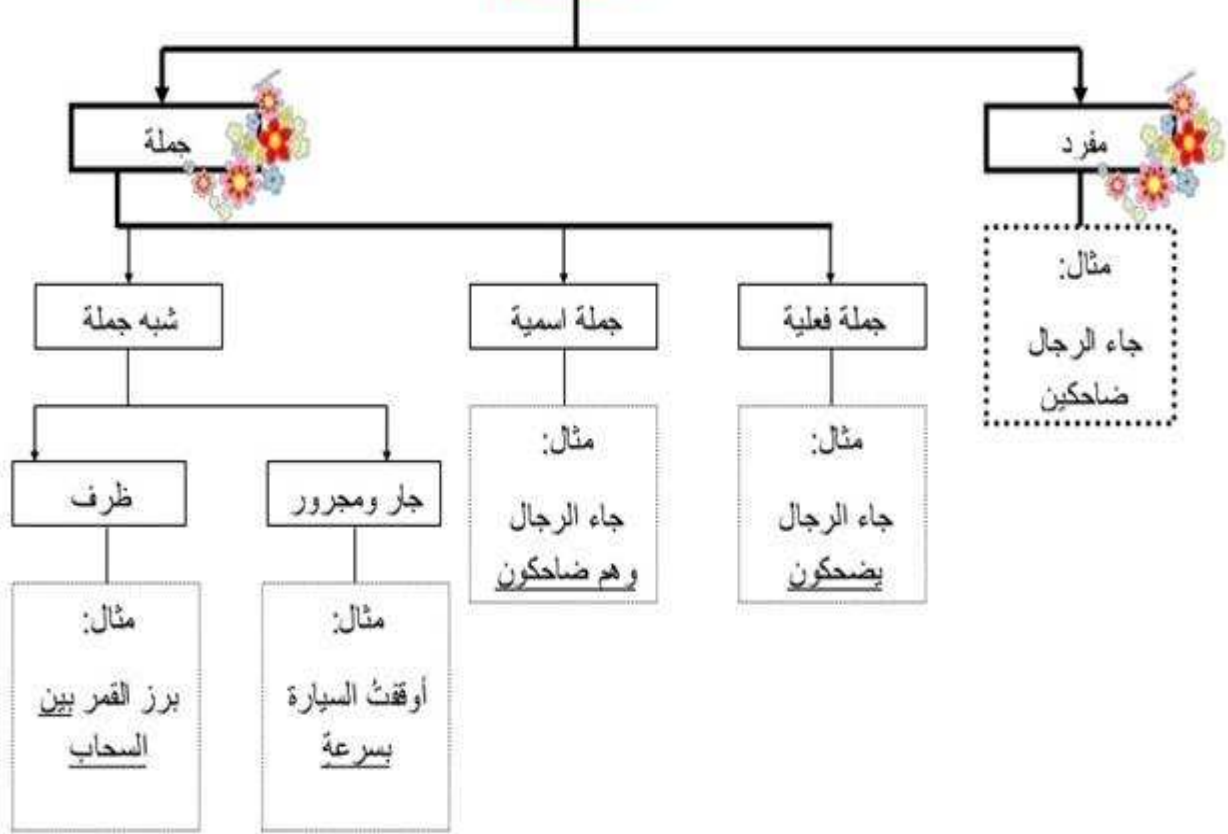 مفرد
جملة
مثال:
جاء الرجال
ضاحكين
جملة فعلية
جملة اسمية
شبه جملة
مثال:
جاء الرجال
يضحكون
مثال:
جاء الرجال
وهم ضاحكون
جار ومجرور
ظرف
مثال:
أوقفتُ السيارة
بسرعة
مثال:
برز القمر بين
السحاب